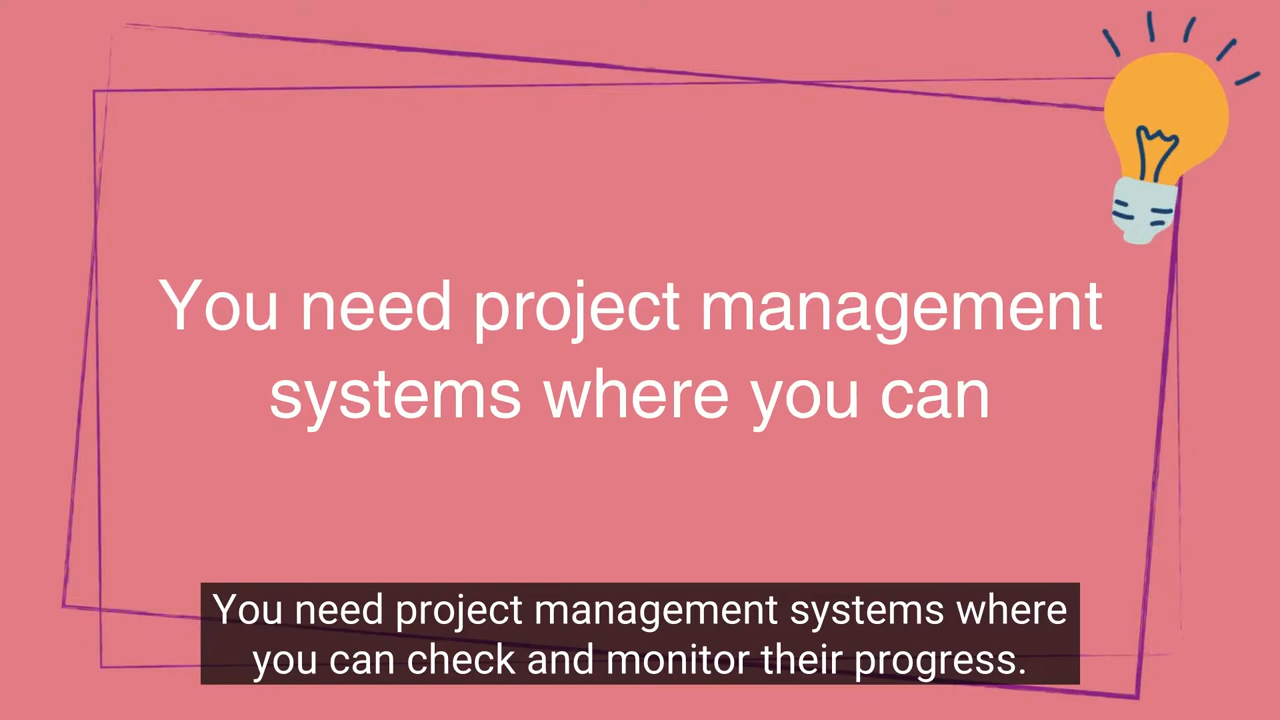 You need project management
systems where you can
You need project management systems where
you can check and monitor their progress.